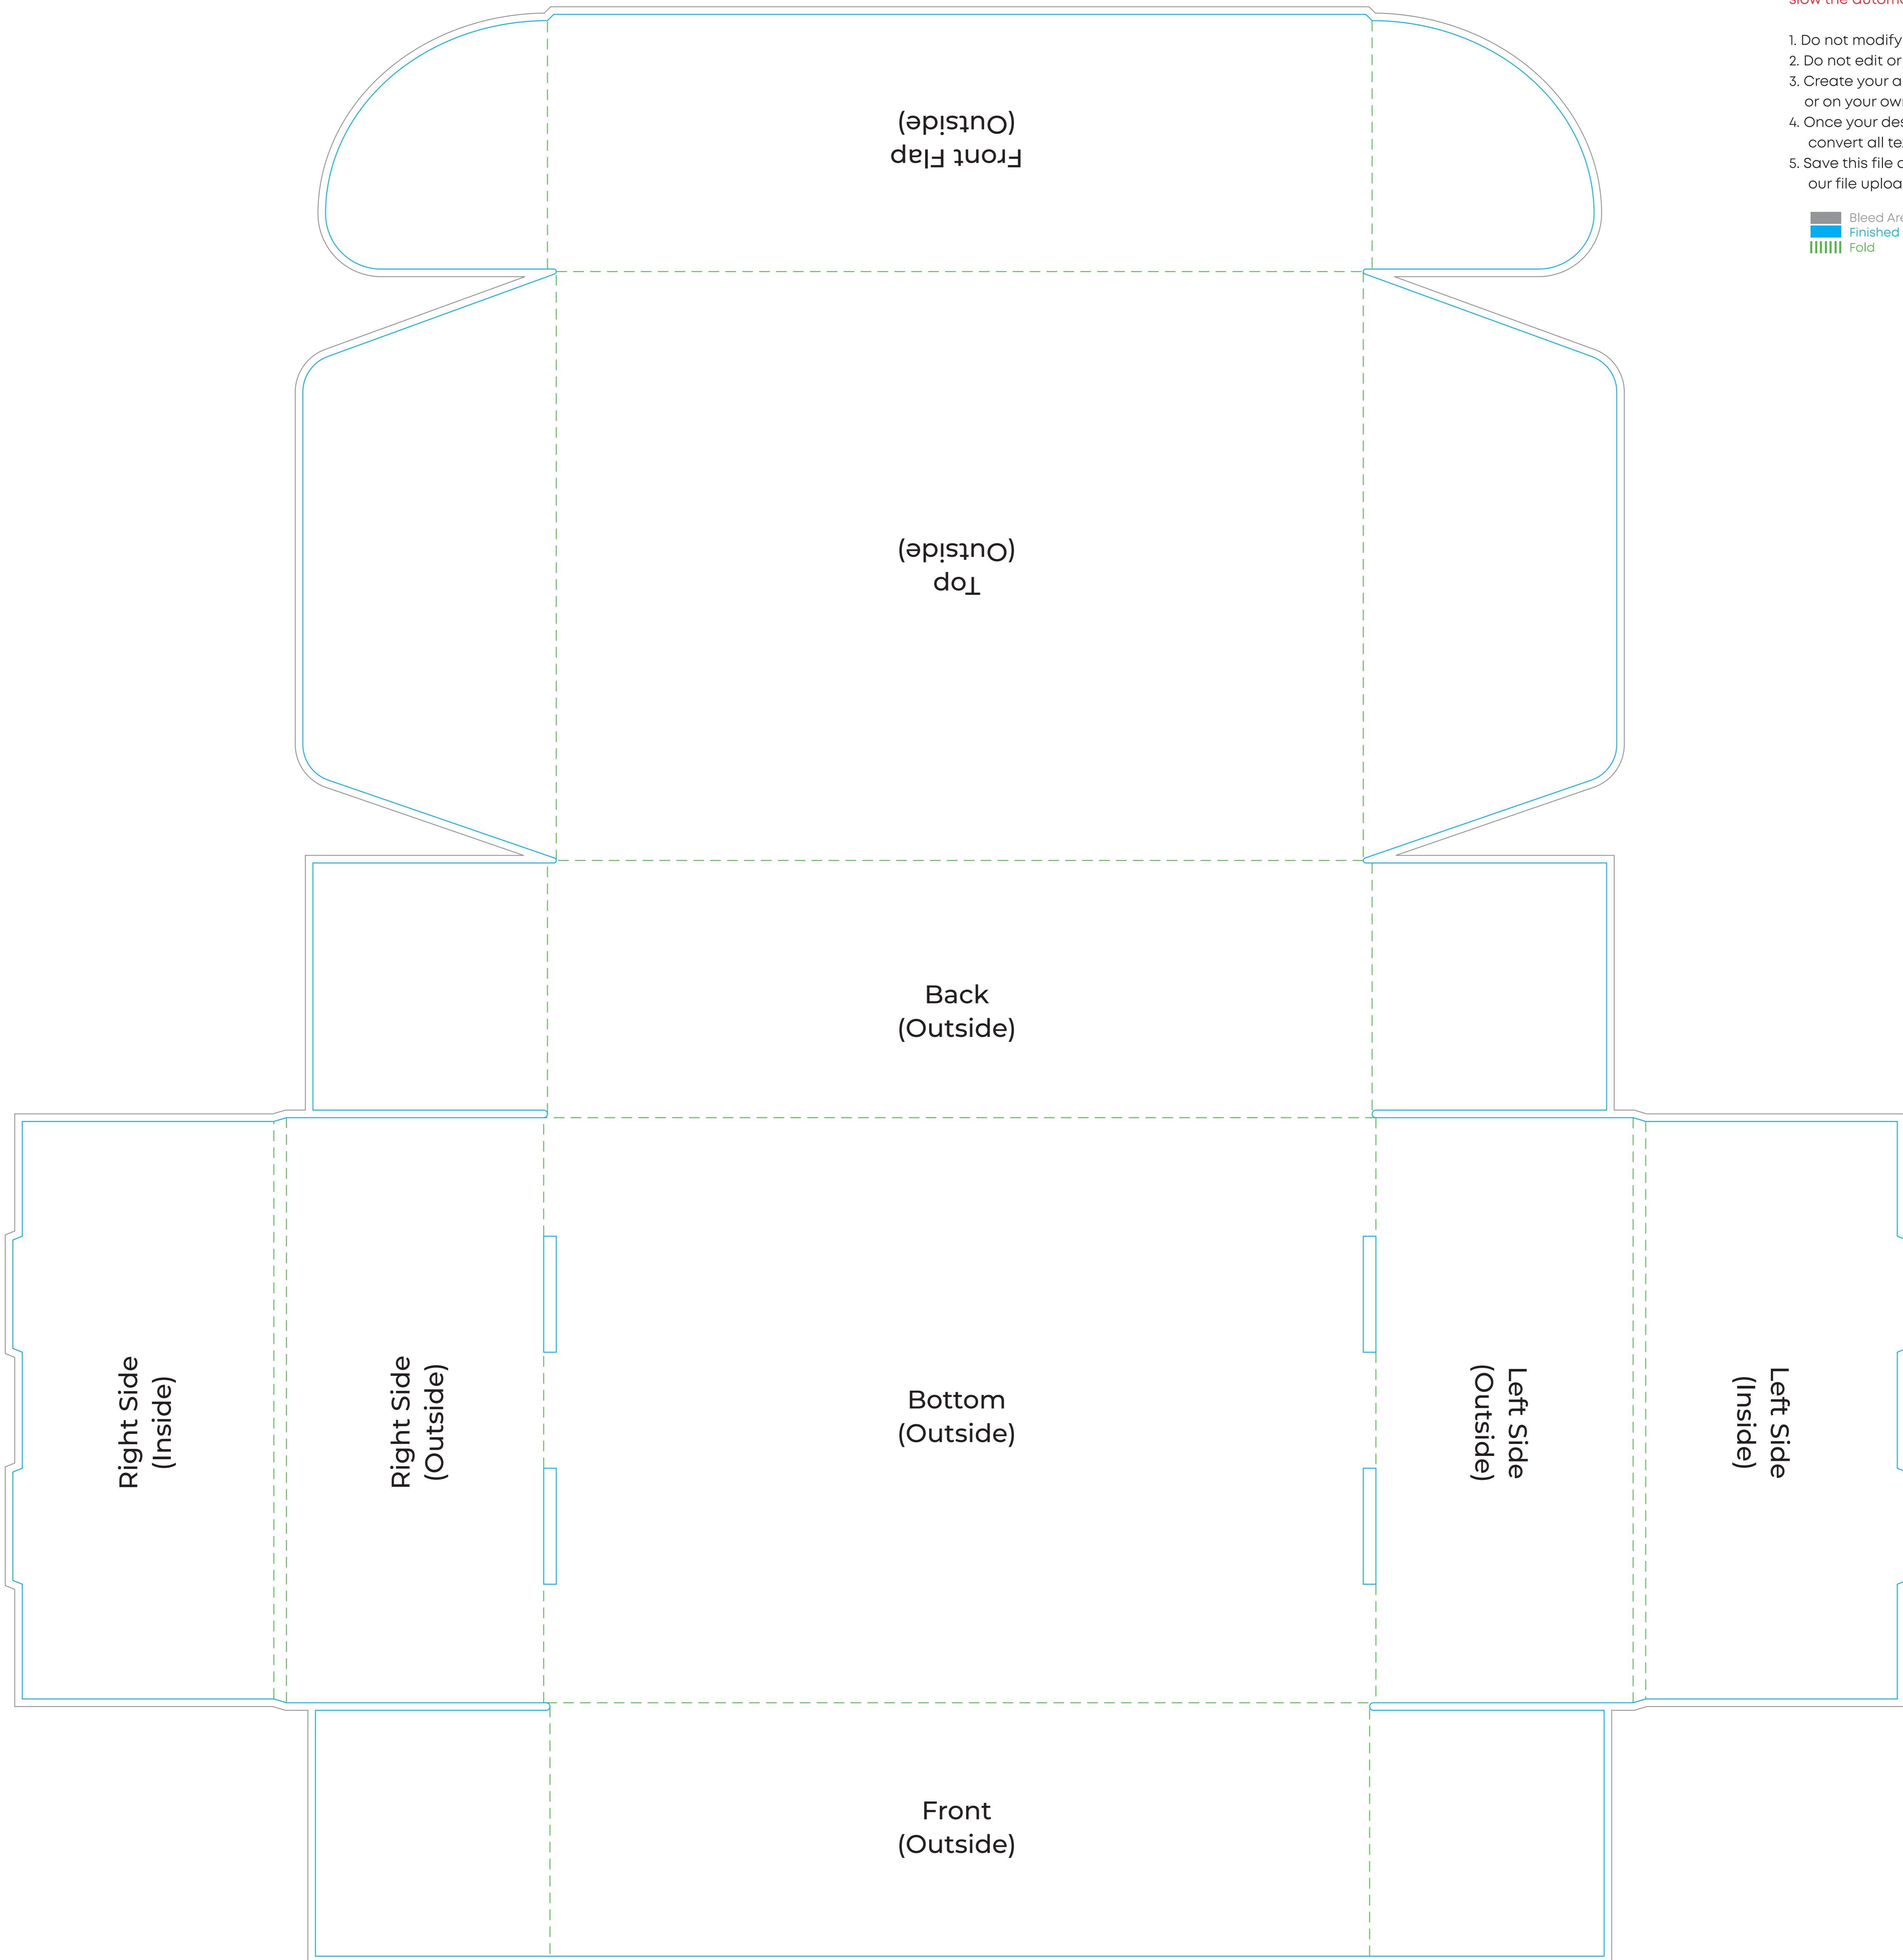 1. Do not modify
2. Do not edit or
3. Create your a
or on your own
4. Once your des
convert all te
5. Save this file
our file uploa
Bleed Are
Finished
Fold
Front Flap
(Outside)
Top
(Outside)
Back
(Outside)
Right Side
(Inside)
Right Side
(Outside)
Bottom
(Outside)
Left Side
(Outside)
Left Side
(Inside)
Front
(Outside)